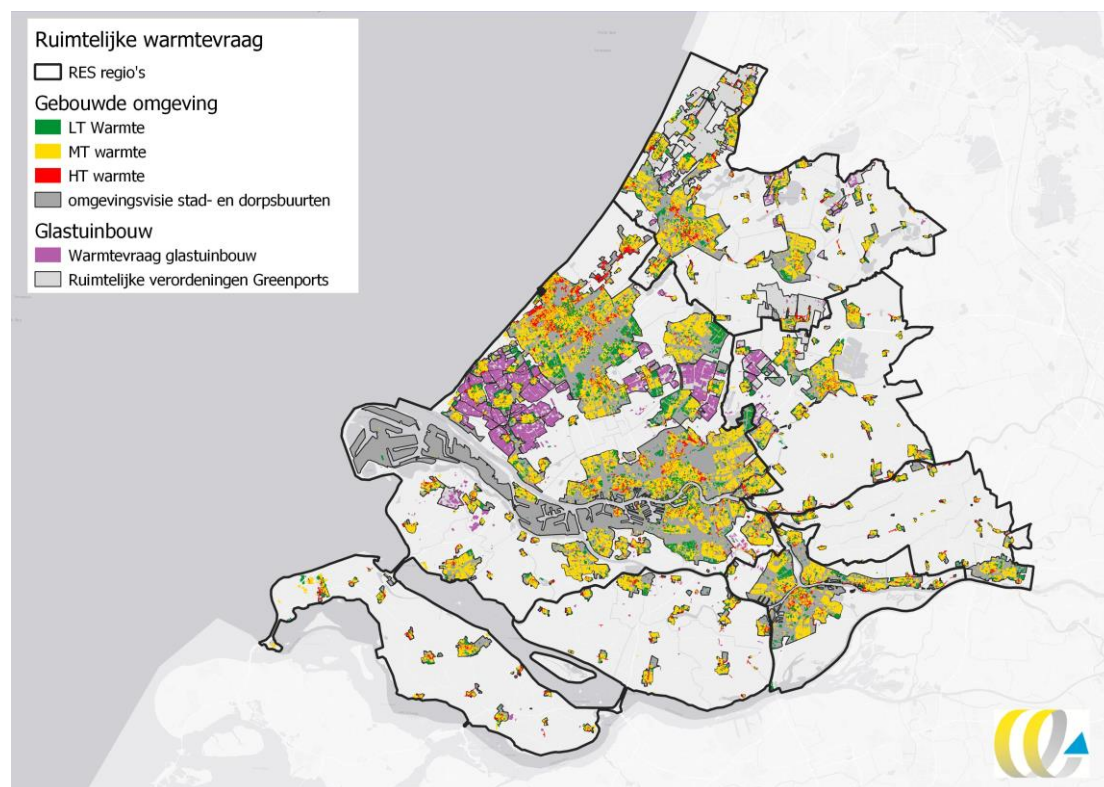 Ruimtelijke warmtevraag
RES regio's
Gebouwde omgeving
LT Warmte
MT warmte
HT warmte
omgevingsvisie stad- en dorpsbuurten
Glastuinbouw
Warmtevraag glastuinbouw
Ruimtelijke verordeningen Greenports